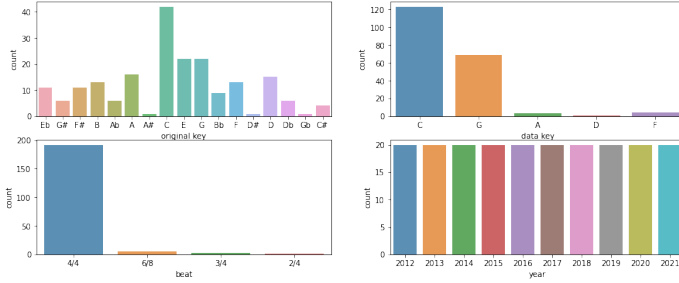 40
30
20
10
0
count
Eb G# F# B Ab A A# C E G Bb F D# D Db Gb C#
original key
120
100
80
60
40
20
0
count
C G A D F
data key
200
150
100
50
0
count
4/4 6/8 3/4 2/4
beat
20
15
10
5
0
count
2012 2013 2014 2015 2016 2017 2018 2019 2020 2021
year